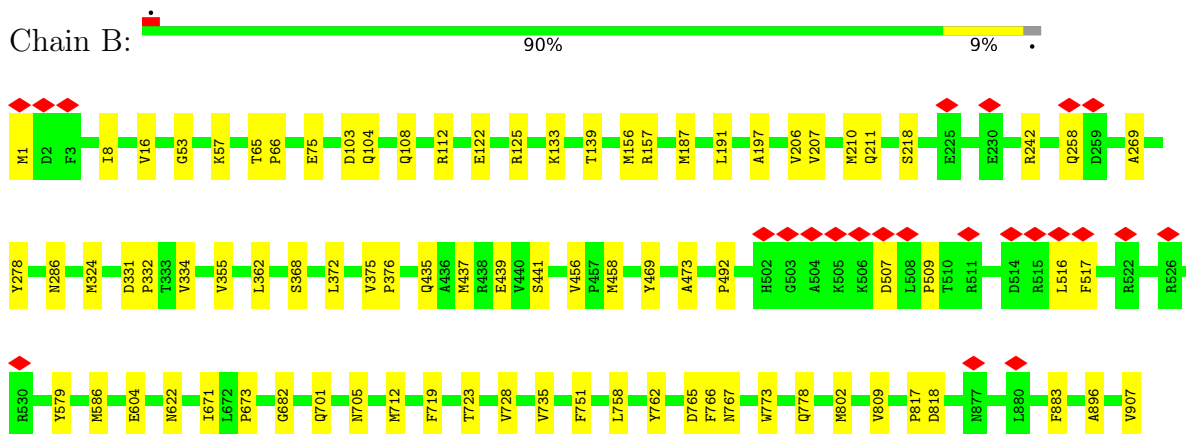 Chain B:
90% 9%
M1 D2 F3 I8 V16 G53 K57 T65 P66 E75 D103 Q104 Q108 R112 E122 R125 K133 T139 M156 R157 M187 L191 A197 V206 V207 M210 Q211 S218 E225 E230 R242 Q258 D259 A269
Y278 N286 M324 D331 P332 T333 V334 V355 L362 S368 L372 V375 P376 Q435 A436 M437 R438 E439 V440 S441 V456 P457 M458 Y469 A473 P492 H502 G503 A504 K505 K506 D507 L508 P509 T510 R511 D514 R515 L516 F517 R522 R526
R530 Y579 M586 E604 N622 I671 L672 P673 G682 Q701 N705 M712 F719 T723 V728 V735 F751 L758 Y762 D765 F766 N767 W773 Q778 M802 V809 P817 D818 N877 L880 F883 A896 V907